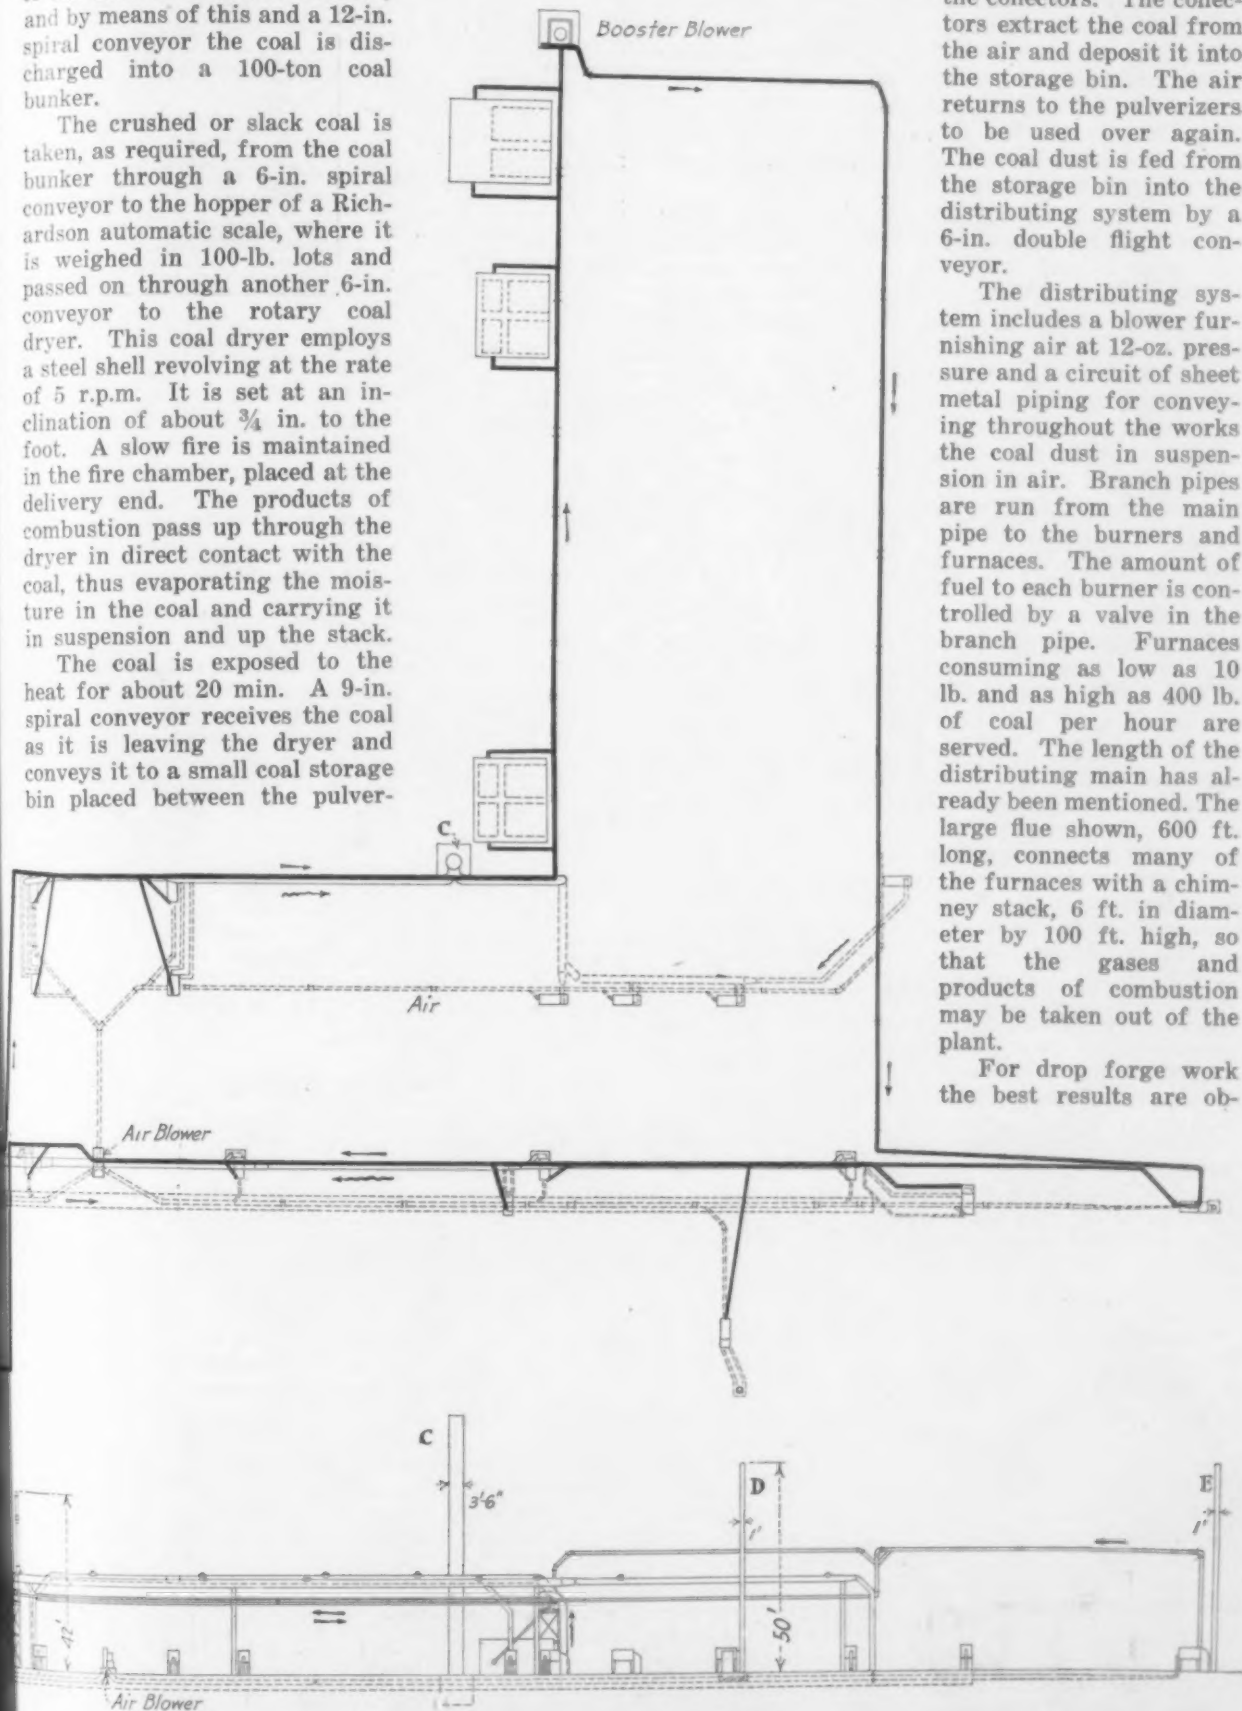 and by means of this and a 12-in.
spiral conveyor the coal is dis-
charged into a 100-ton coal
bunker.
The crushed or slack coal is
taken, as required, from the coal
bunker through a 6-in. spiral
conveyor to the hopper of a Rich-
ardson automatic scale, where it
is weighed in 100-lb. lots and
passed on through another 6-in.
conveyor to the rotary coal
dryer. This coal dryer employs
a steel shell revolving at the rate
of 5 r.p.m. It is set at an in-
clination of about ¾ in. to the
foot. A slow fire is maintained
in the fire chamber, placed at the
delivery end. The products of
combustion pass up through the
dryer in direct contact with the
coal, thus evaporating the mois-
ture in the coal and carrying it
in suspension and up the stack.
The coal is exposed to the
heat for about 20 min. A 9-in.
spiral conveyor receives the coal
as it is leaving the dryer and
conveys it to a small coal storage
bin placed between the pulver-
Booster Blower
the collectors. The collec-
tors extract the coal from
the air and deposit it into
the storage bin. The air
returns to the pulverizers
to be used over again.
The coal dust is fed from
the storage bin into the
distributing system by a
6-in. double flight con-
veyor.
The distributing sys-
tem includes a blower fur-
nishing air at 12-oz. pres-
sure and a circuit of sheet
metal piping for convey-
ing throughout the works
the coal dust in suspen-
sion in air. Branch pipes
are run from the main
pipe to the burners and
furnaces. The amount of
fuel to each burner is con-
trolled by a valve in the
branch pipe. Furnaces
consuming as low as 10
lb. and as high as 400 lb.
of coal per hour are
served. The length of the
distributing main has al-
ready been mentioned. The
large flue shown, 600 ft.
long, connects many of
the furnaces with a chim-
ney stack, 6 ft. in diam-
eter by 100 ft. high, so
that the gases and
products of combustion
may be taken out of the
plant.
For drop forge work
the best results are ob-
C
Air
Air Blower
C
3'6"
D
1'
E
1'
42'
50'
Air Blower